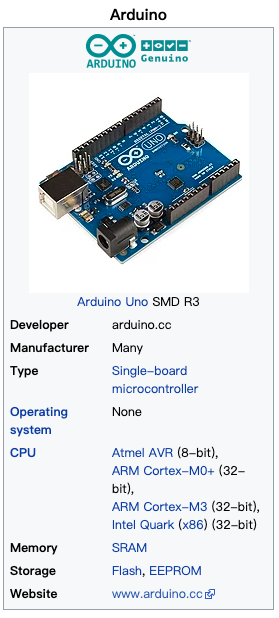 Arduino
ARDUINO
Genuino
ARDUINO
UNO
Arduino Uno SMD R3
Developer arduino.cc
Manufacturer Many
Type Single-board
microcontroller
Operating None
system
CPU Atmel AVR (8-bit),
ARM Cortex-M0+ (32-
bit),
ARM Cortex-M3 (32-bit),
Intel Quark (x86) (32-bit)
Memory SRAM
Storage Flash, EEPROM
Website www.arduino.cc